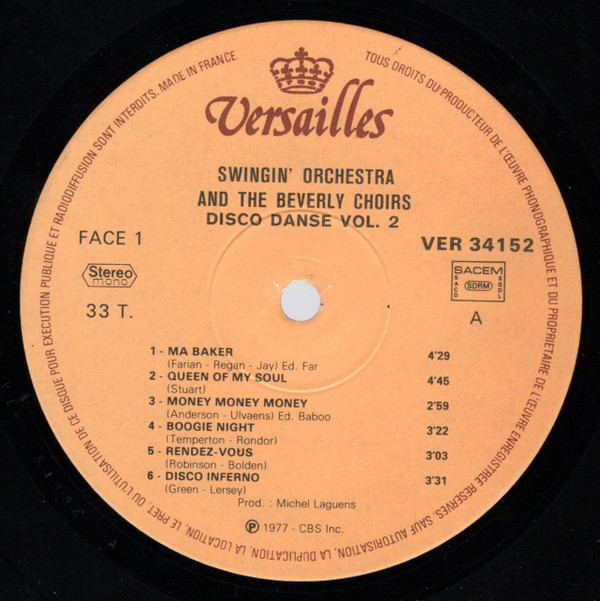 TOUS DROITS DU PRODUCTEUR DE L'ŒUVRE PHONOGRAPHIQUE ET DU PROPRIETAIRE DE L'ŒUVRE ENREGISTREE RESERVES. SAUF AUTORISATION, LA DUPLICATION, LA LOCATION, LE PRET, OU L'UTILISATION DE CE DISQUE POUR EXECUTION PUBLIQUE ET RADIODIFFUSION SONT INTERDITS. MADE IN FRANCE
Versailles
SWINGIN' ORCHESTRA
AND THE BEVERLY CHOIRS
DISCO DANSE VOL. 2
FACE 1
VER 34152
Stereo
mono
SACEM
SACD
SDRM
SGDL
33 T.
A
1 - MA BAKER 4'29
(Farian - Regan - Jay) Ed. Far
2 - QUEEN OF MY SOUL 4'45
(Stuart)
3 - MONEY MONEY MONEY 2'59
(Anderson - Ulvaens) Ed. Baboo
4 - BOOGIE NIGHT 3'22
(Temperton - Rondor)
5 - RENDEZ-VOUS 3'03
(Robinson - Bolden)
6 - DISCO INFERNO 3'31
(Green - Lersey)
Prod. : Michel Laguens
℗ 1977 - CBS Inc.